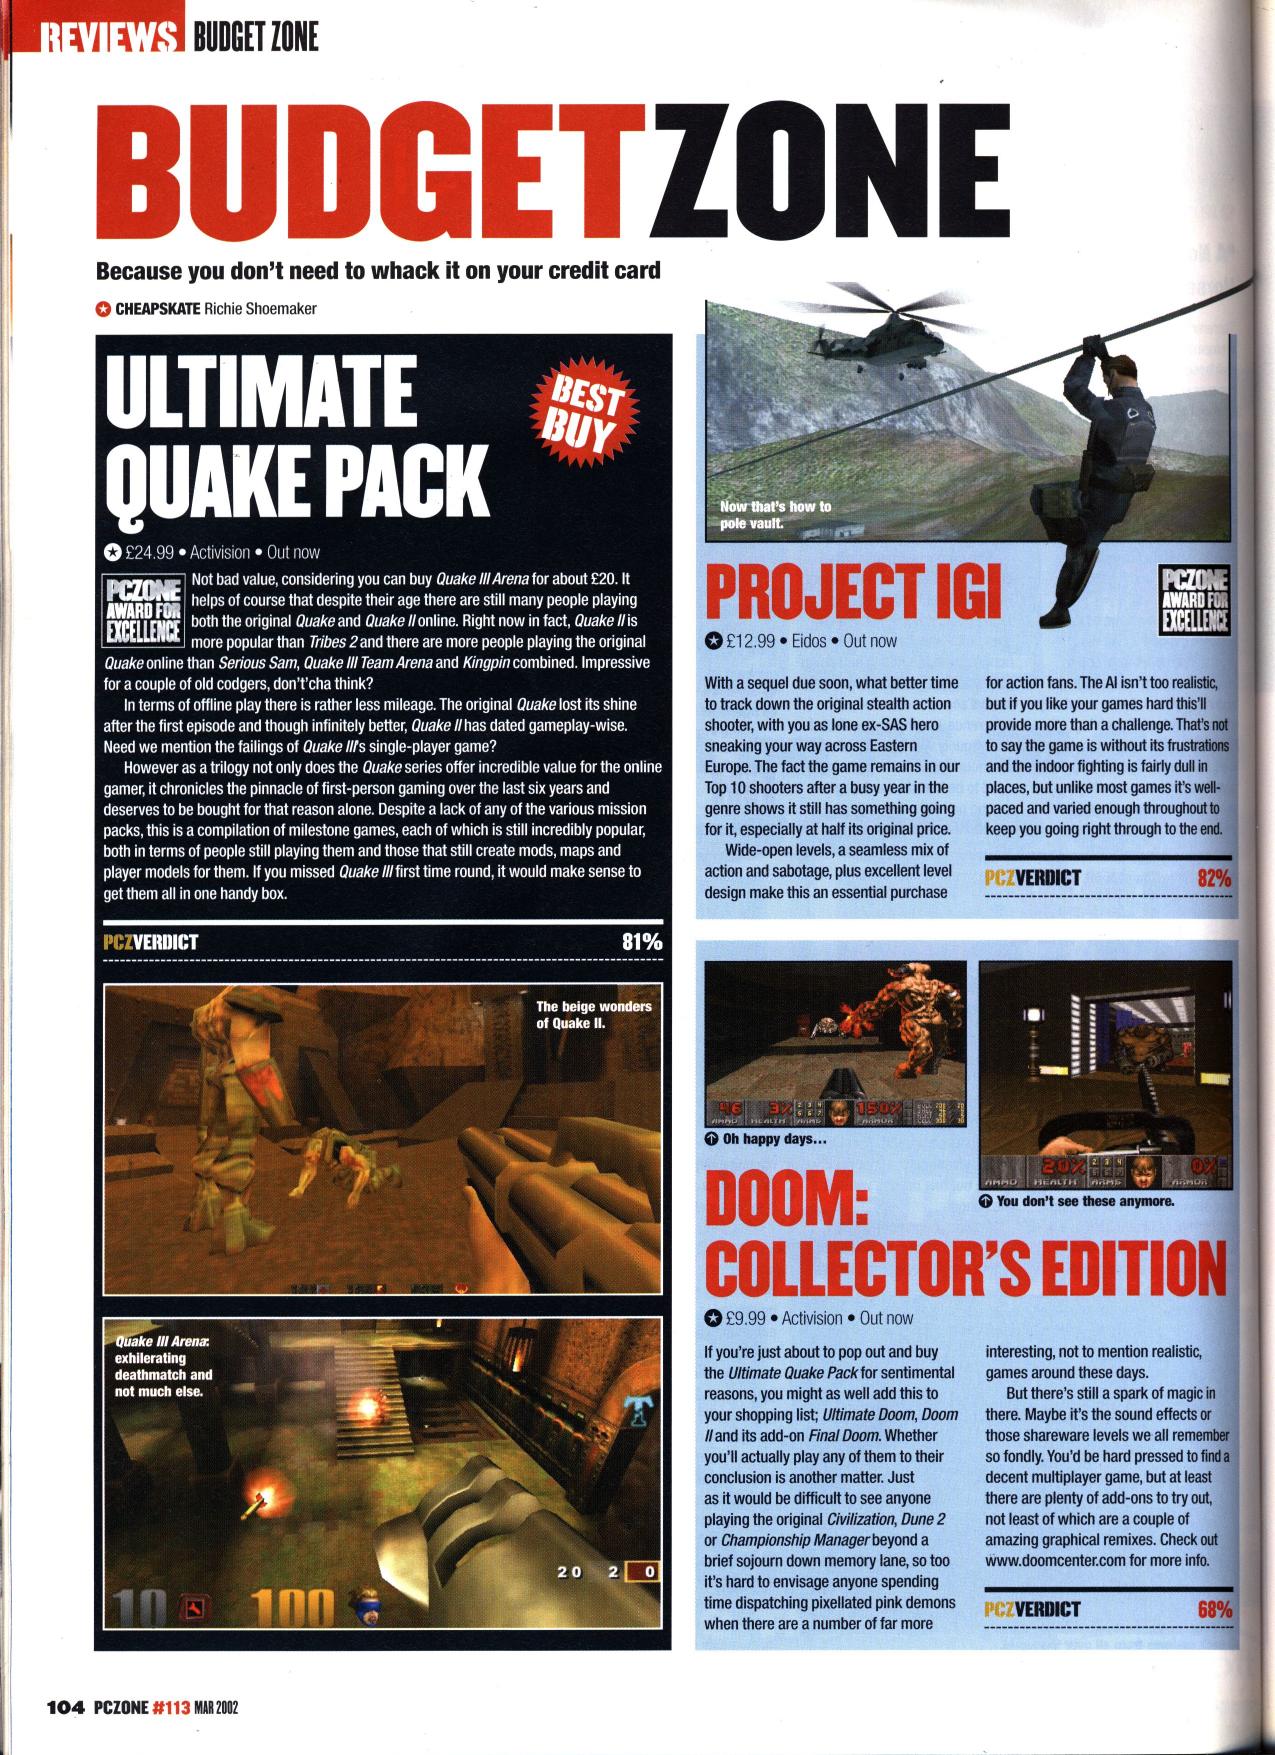 REVIEWS BUDGET ZONE
BUDGETZONE
Because you don't need to whack it on your credit card
CHEAPSKATE Richie Shoemaker
ULTIMATE
QUAKE PACK
BEST
BUY
£24.99 • Activision • Out now
PCZONE
AWARD FOR
EXCELLENCE
Not bad value, considering you can buy Quake III Arena for about £20. It
helps of course that despite their age there are still many people playing
both the original Quake and Quake II online. Right now in fact, Quake II is
more popular than Tribes 2 and there are more people playing the original
Quake online than Serious Sam, Quake III Team Arena and Kingpin combined. Impressive
for a couple of old codgers, don't'cha think?
In terms of offline play there is rather less mileage. The original Quake lost its shine
after the first episode and though infinitely better, Quake II has dated gameplay-wise.
Need we mention the failings of Quake III's single-player game?
However as a trilogy not only does the Quake series offer incredible value for the online
gamer, it chronicles the pinnacle of first-person gaming over the last six years and
deserves to be bought for that reason alone. Despite a lack of any of the various mission
packs, this is a compilation of milestone games, each of which is still incredibly popular,
both in terms of people still playing them and those that still create mods, maps and
player models for them. If you missed Quake III first time round, it would make sense to
get them all in one handy box.
PCZVERDICT 81%
The beige wonders
of Quake II.
Quake III Arena:
exhilerating
deathmatch and
not much else.
20 2 0
10 100
Now that's how to
pole vault.
PROJECT IGI
PCZONE
AWARD FOR
EXCELLENCE
£12.99 • Eidos • Out now
With a sequel due soon, what better time
to track down the original stealth action
shooter, with you as lone ex-SAS hero
sneaking your way across Eastern
Europe. The fact the game remains in our
Top 10 shooters after a busy year in the
genre shows it still has something going
for it, especially at half its original price.
Wide-open levels, a seamless mix of
action and sabotage, plus excellent level
design make this an essential purchase
for action fans. The AI isn't too realistic,
but if you like your games hard this'll
provide more than a challenge. That's not
to say the game is without its frustrations
and the indoor fighting is fairly dull in
places, but unlike most games it's well-
paced and varied enough throughout to
keep you going right through to the end.
PCZVERDICT 82%
46 3% 150%
AMMO HEALTH ARMS ARMOR
Oh happy days...
20% 0%
AMMO HEALTH ARMS ARMOR
You don't see these anymore.
DOOM:
COLLECTOR'S EDITION
£9.99 • Activision • Out now
If you're just about to pop out and buy
the Ultimate Quake Pack for sentimental
reasons, you might as well add this to
your shopping list; Ultimate Doom, Doom
II and its add-on Final Doom. Whether
you'll actually play any of them to their
conclusion is another matter. Just
as it would be difficult to see anyone
playing the original Civilization, Dune 2
or Championship Manager beyond a
brief sojourn down memory lane, so too
it's hard to envisage anyone spending
time dispatching pixellated pink demons
when there are a number of far more
interesting, not to mention realistic,
games around these days.
But there's still a spark of magic in
there. Maybe it's the sound effects or
those shareware levels we all remember
so fondly. You'd be hard pressed to find a
decent multiplayer game, but at least
there are plenty of add-ons to try out,
not least of which are a couple of
amazing graphical remixes. Check out
www.doomcenter.com for more info.
PCZVERDICT 68%
104 PCZONE #113 MAR 2002